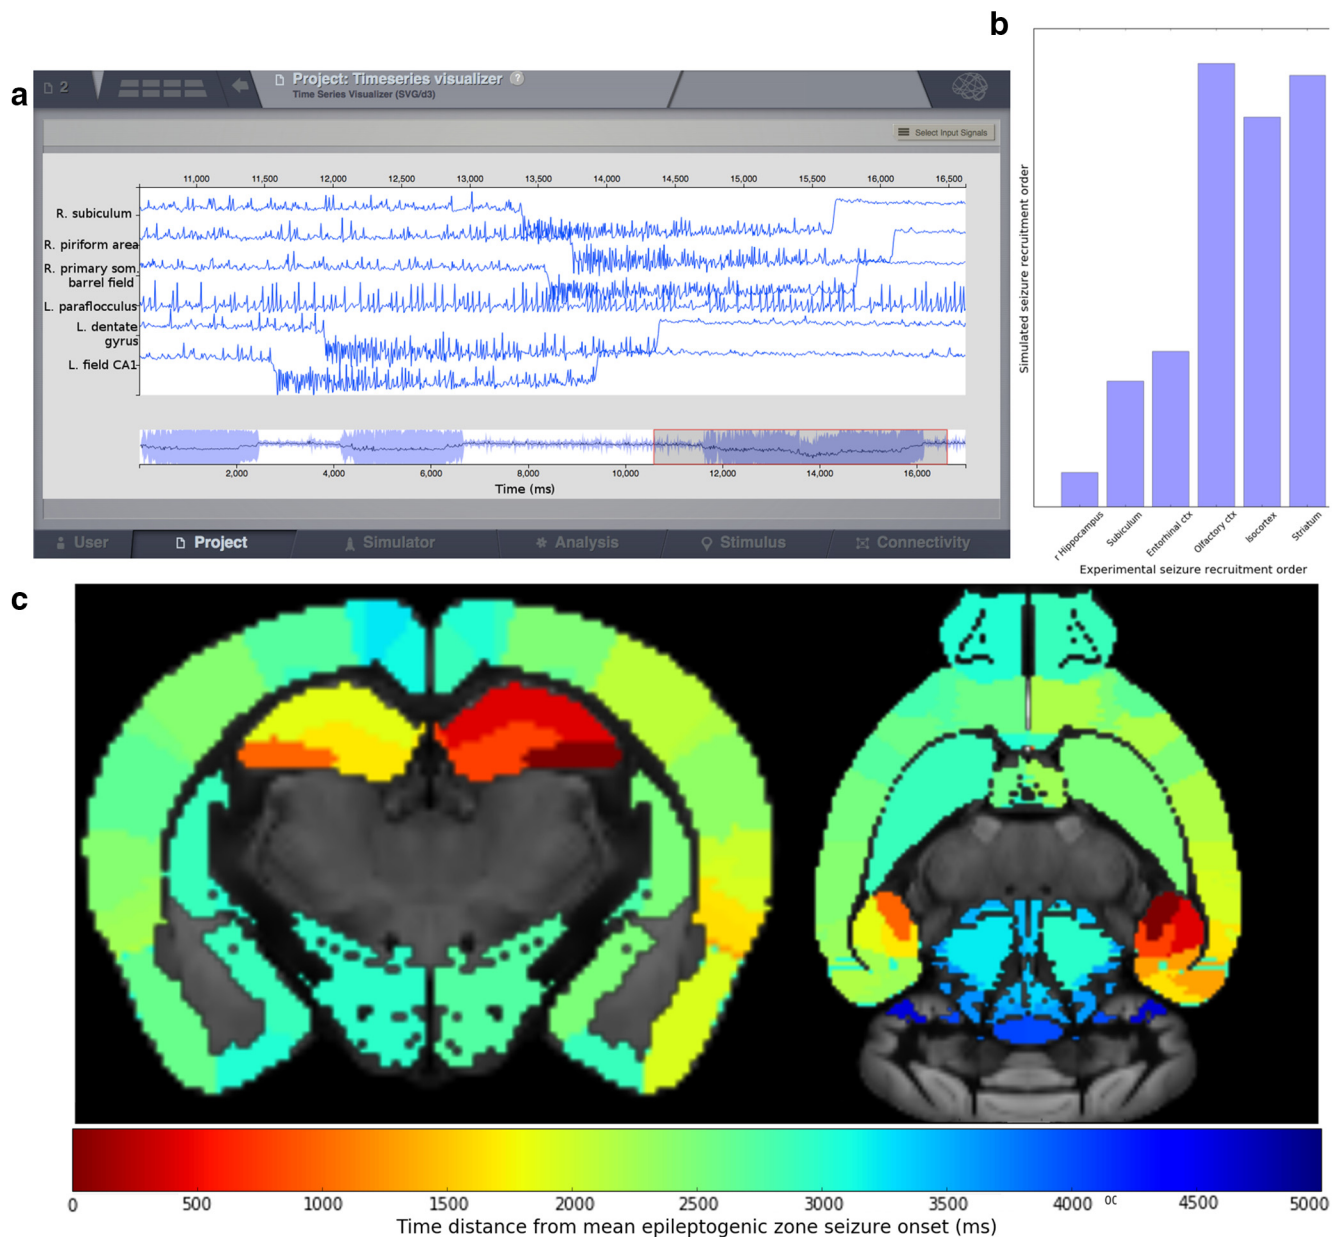 a
2
Project: Timeseries visualizer ?
Time Series Visualizer (SVG/d3)
Select Input Signals
11,000 11,500 12,000 12,500 13,000 13,500 14,000 14,500 15,000 15,500 16,000 16,500
R. subiculum
R. piriform area
R. primary som.
barrel field
L. paraflocculus
L. dentate
gyrus
L. field CA1
2,000 4,000 6,000 8,000 10,000 12,000 14,000 16,000
Time (ms)
User Project Simulator Analysis Stimulus Connectivity
b
Simulated seizure recruitment order
r Hippocampus Subiculum Entorhinal ctx Olfactory ctx Isocortex Striatum
Experimental seizure recruitment order
c
0 500 1000 1500 2000 2500 3000 3500 4000 oc 4500 5000
Time distance from mean epileptogenic zone seizure onset (ms)